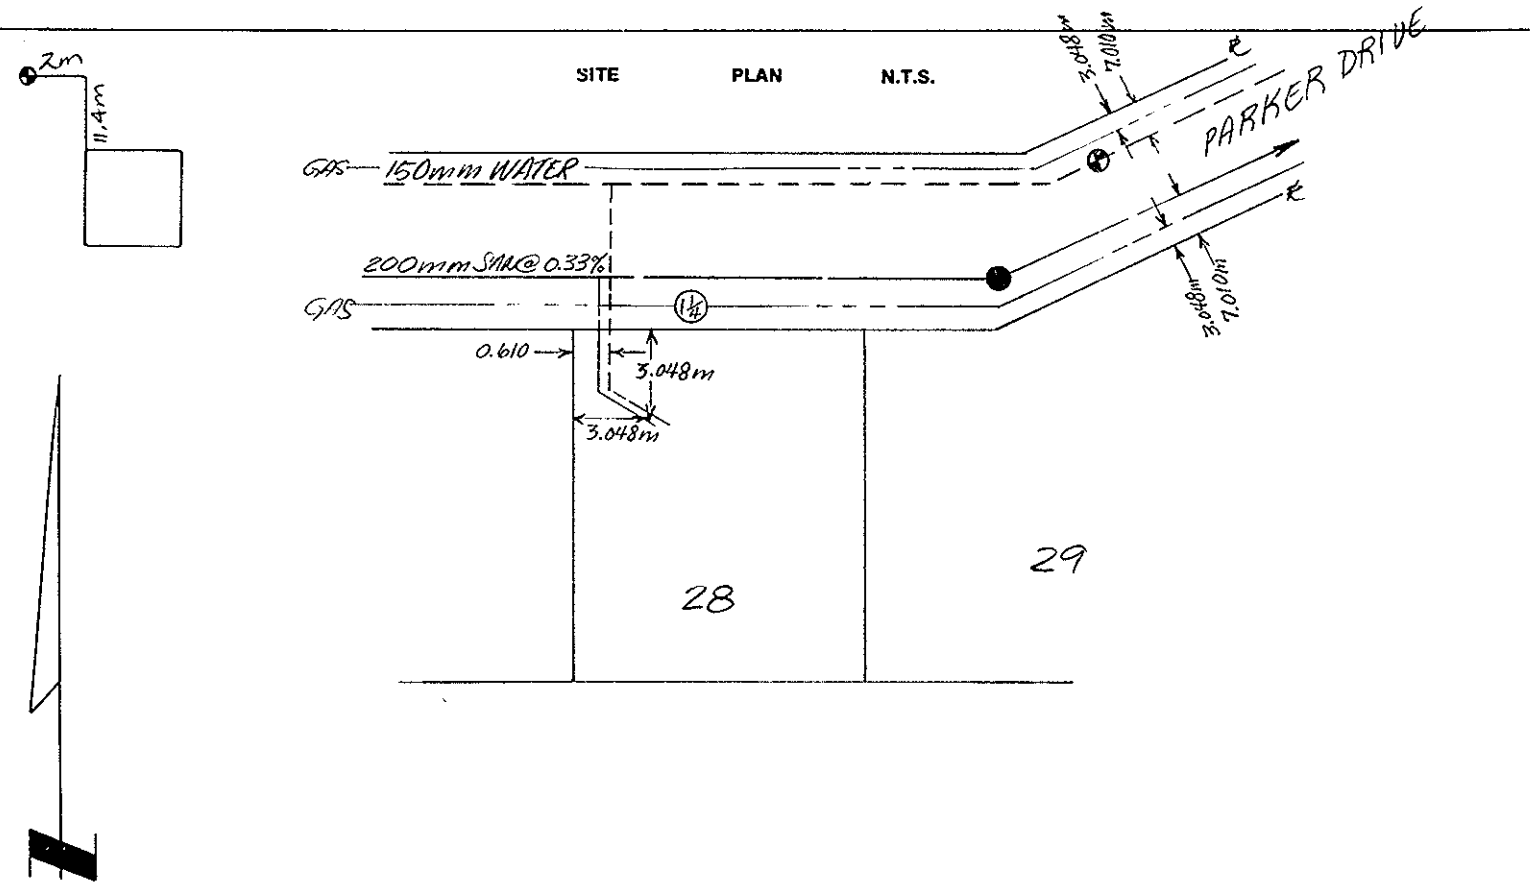 SITE PLAN N.T.S.
2m
11.4m
3.048m
7.010m
PARKER DRIVE
GAS
150mm WATER
200mm SAN@ 0.33%
GAS
1¼
0.610
3.048m
3.048m
3.048m
7.010m
28
29